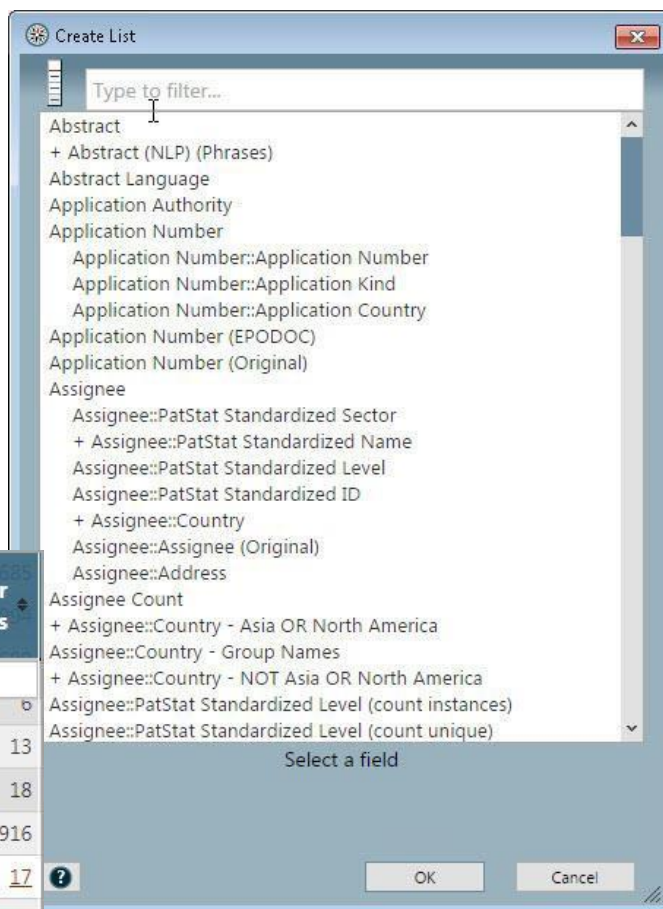 Create List
Type to filter...
Abstract
+ Abstract (NLP) (Phrases)
Abstract Language
Application Authority
Application Number
Application Number::Application Number
Application Number::Application Kind
Application Number::Application Country
Application Number (EPODOC)
Application Number (Original)
Assignee
Assignee::PatStat Standardized Sector
+ Assignee::PatStat Standardized Name
Assignee::PatStat Standardized Level
Assignee::PatStat Standardized ID
+ Assignee::Country
Assignee::Assignee (Original)
Assignee::Address
Assignee Count
+ Assignee::Country - Asia OR North America
Assignee::Country - Group Names
+ Assignee::Country - NOT Asia OR North America
Assignee::PatStat Standardized Level (count instances)
Assignee::PatStat Standardized Level (count unique)
Select a field
?
OK
Cancel
r
s
6
13
18
916
17